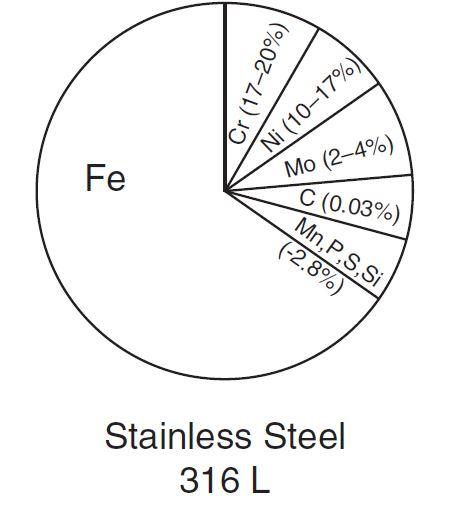 Cr (17–20%)
Ni (10–17%)
Mo (2–4%)
C (0.03%)
Mn,P,S,Si
(-2.8%)
Fe
Stainless Steel
316 L